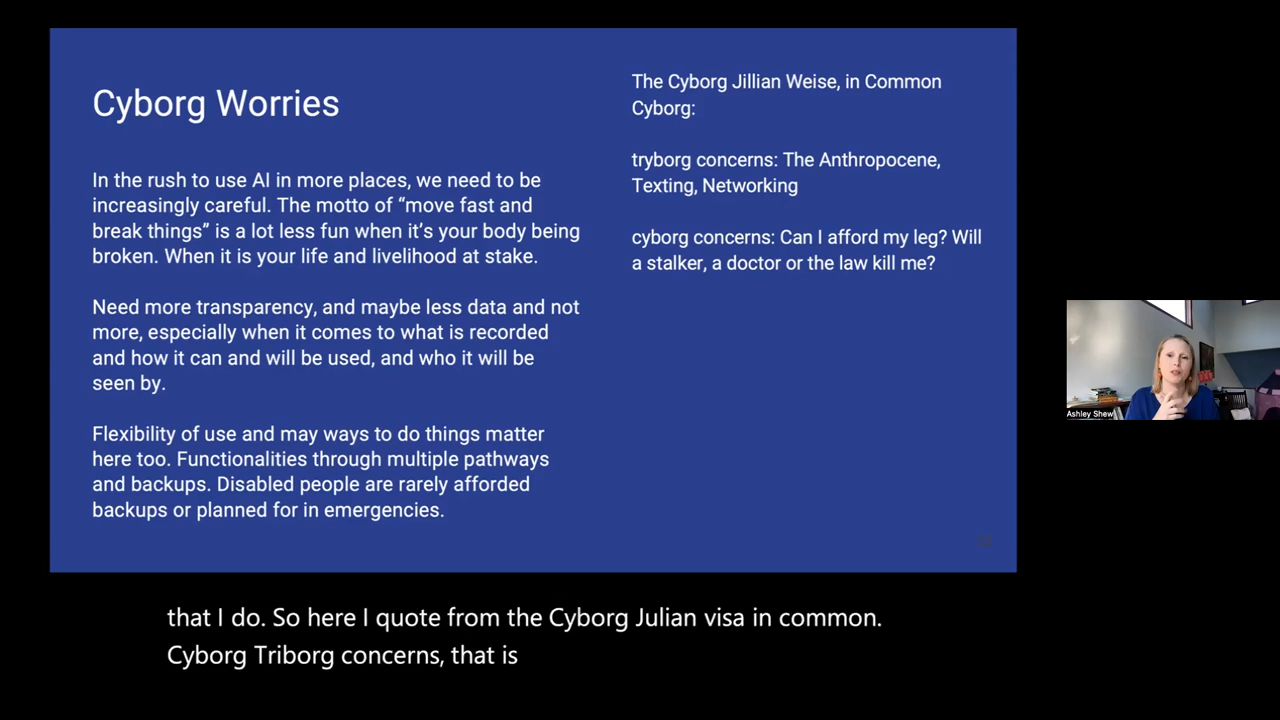 Cyborg Worries
In the rush to use AI in more places, we need to be
increasingly careful. The motto of “move fast and
break things” is a lot less fun when it’s your body being
broken. When it is your life and livelihood at stake.
Need more transparency, and maybe less data and not
more, especially when it comes to what is recorded
and how it can and will be used, and who it will be
seen by.
Flexibility of use and may ways to do things matter
here too. Functionalities through multiple pathways
and backups. Disabled people are rarely afforded
backups or planned for in emergencies.
The Cyborg Jillian Weise, in Common
Cyborg:
tryborg concerns: The Anthropocene,
Texting, Networking
cyborg concerns: Can I afford my leg? Will
a stalker, a doctor or the law kill me?
Ashley Shew
that I do. So here I quote from the Cyborg Julian visa in common.
Cyborg Triborg concerns, that is